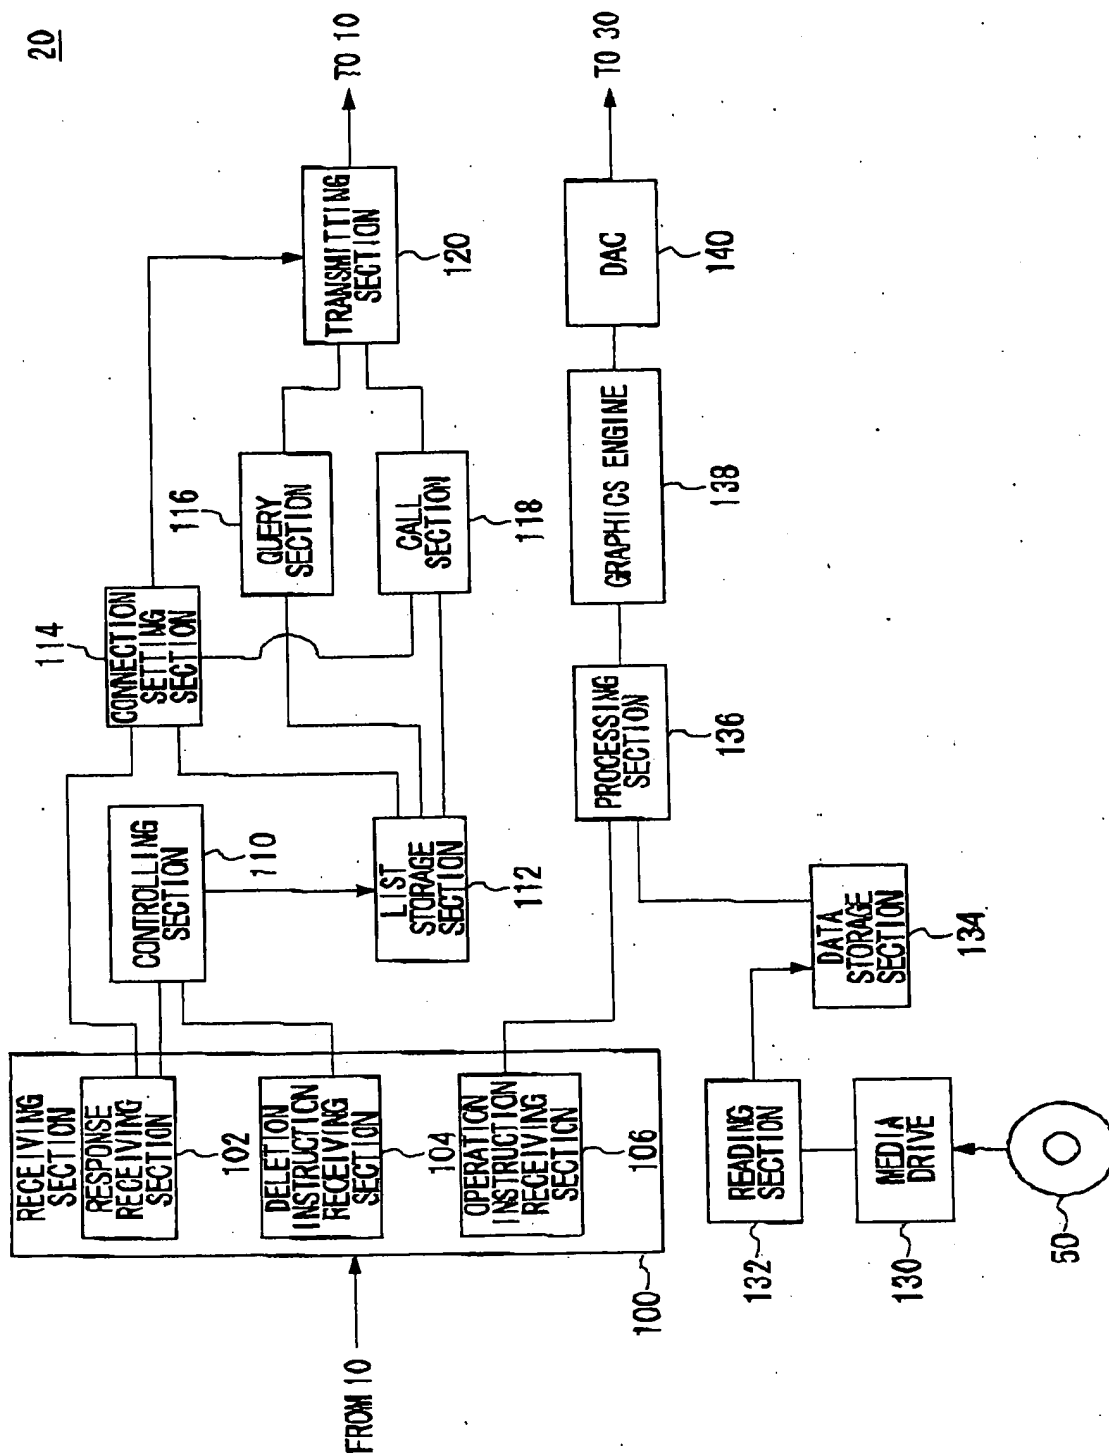 20
FROM 10
100
RECEIVING
SECTION
RESPONSE
RECEIVING
SECTION
102
DELETION
INSTRUCTION
RECEIVING
SECTION
104
OPERATION
INSTRUCTION
RECEIVING
SECTION
106
CONTROLLING
SECTION
110
LIST
STORAGE
SECTION
112
CONNECTION
SETTING
SECTION
114
QUERY
SECTION
116
CALL
SECTION
118
TRANSMITTING
SECTION
120
TO 10
50
MEDIA
DRIVE
130
READING
SECTION
132
DATA
STORAGE
SECTION
134
PROCESSING
SECTION
136
GRAPHICS ENGINE
138
DAC
140
TO 30